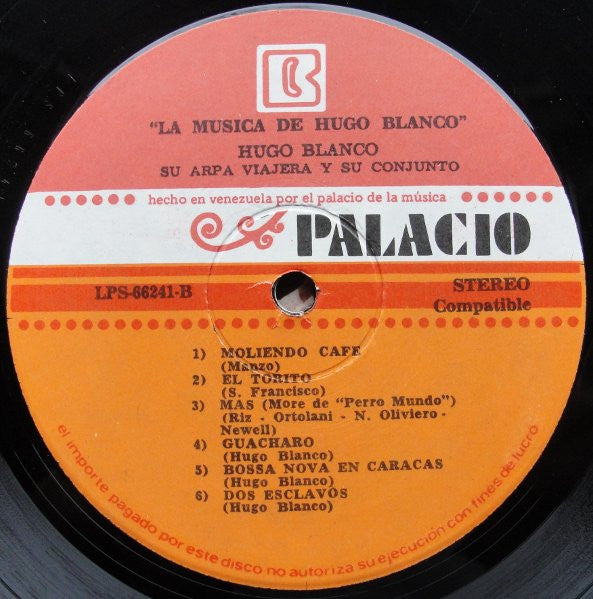 "LA MUSICA DE HUGO BLANCO"
HUGO BLANCO
SU ARPA VIAJERA Y SU CONJUNTO
hecho en venezuela por el palacio de la música
PALACIO
LPS-66241-B
STEREO
Compatible
1) MOLIENDO CAFE
(Manzo)
2) EL TORITO
(S. Francisco)
3) MAS (More de "Perro Mundo")
(Riz - Ortolani - N. Oliviero -
Newell)
4) GUACHARO
(Hugo Blanco)
5) BOSSA NOVA EN CARACAS
(Hugo Blanco)
6) DOS ESCLAVOS
(Hugo Blanco)
el importe pagado por este disco no autoriza su ejecución con fines de lucro